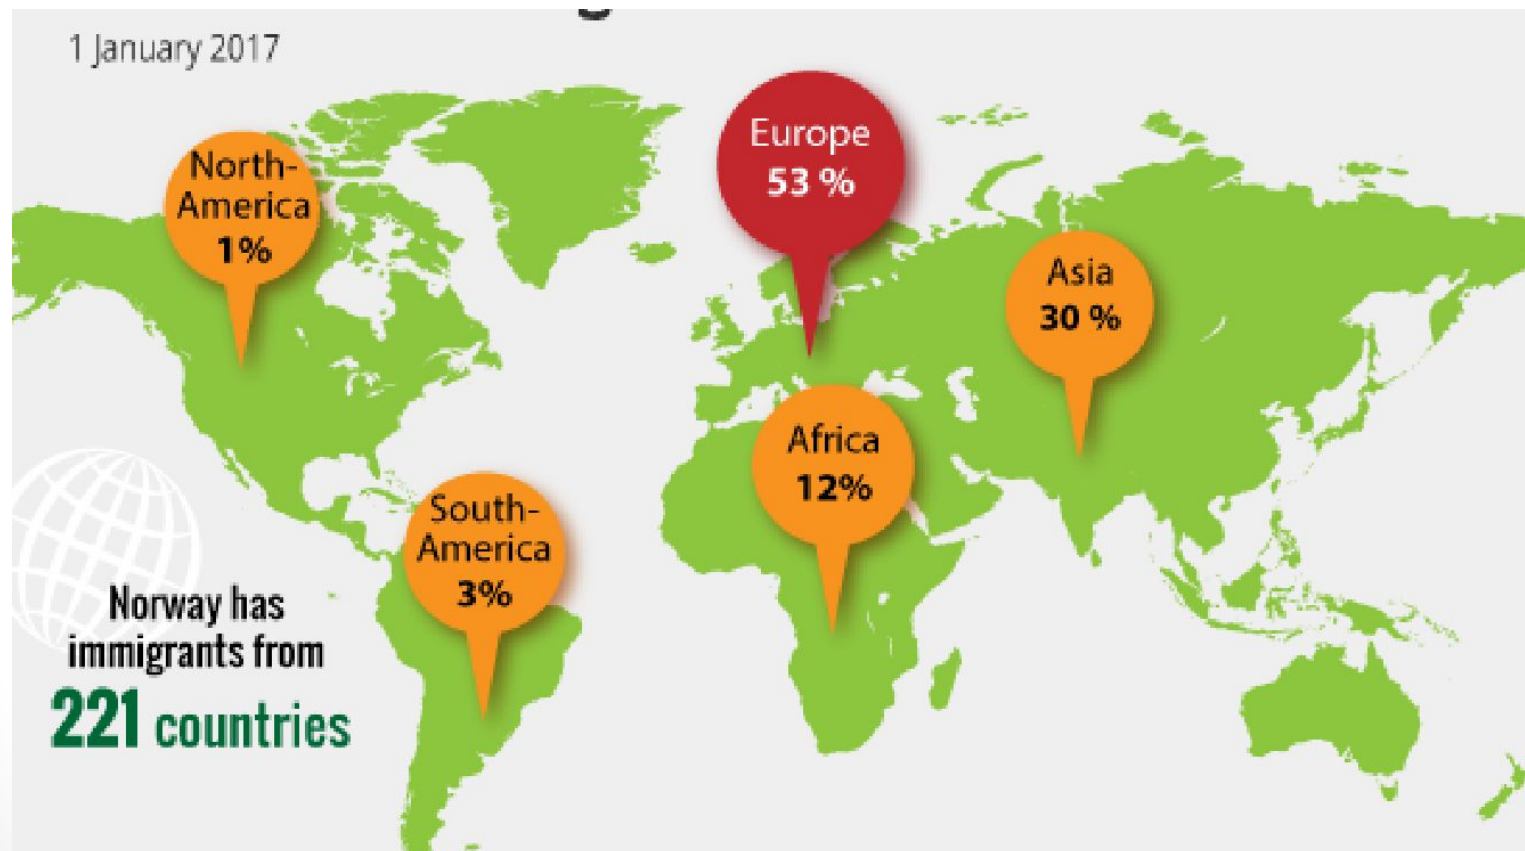 1 January 2017
North-
America
1%
Europe
53 %
Asia
30 %
Africa
12%
South-
America
3%
Norway has
immigrants from
221 countries